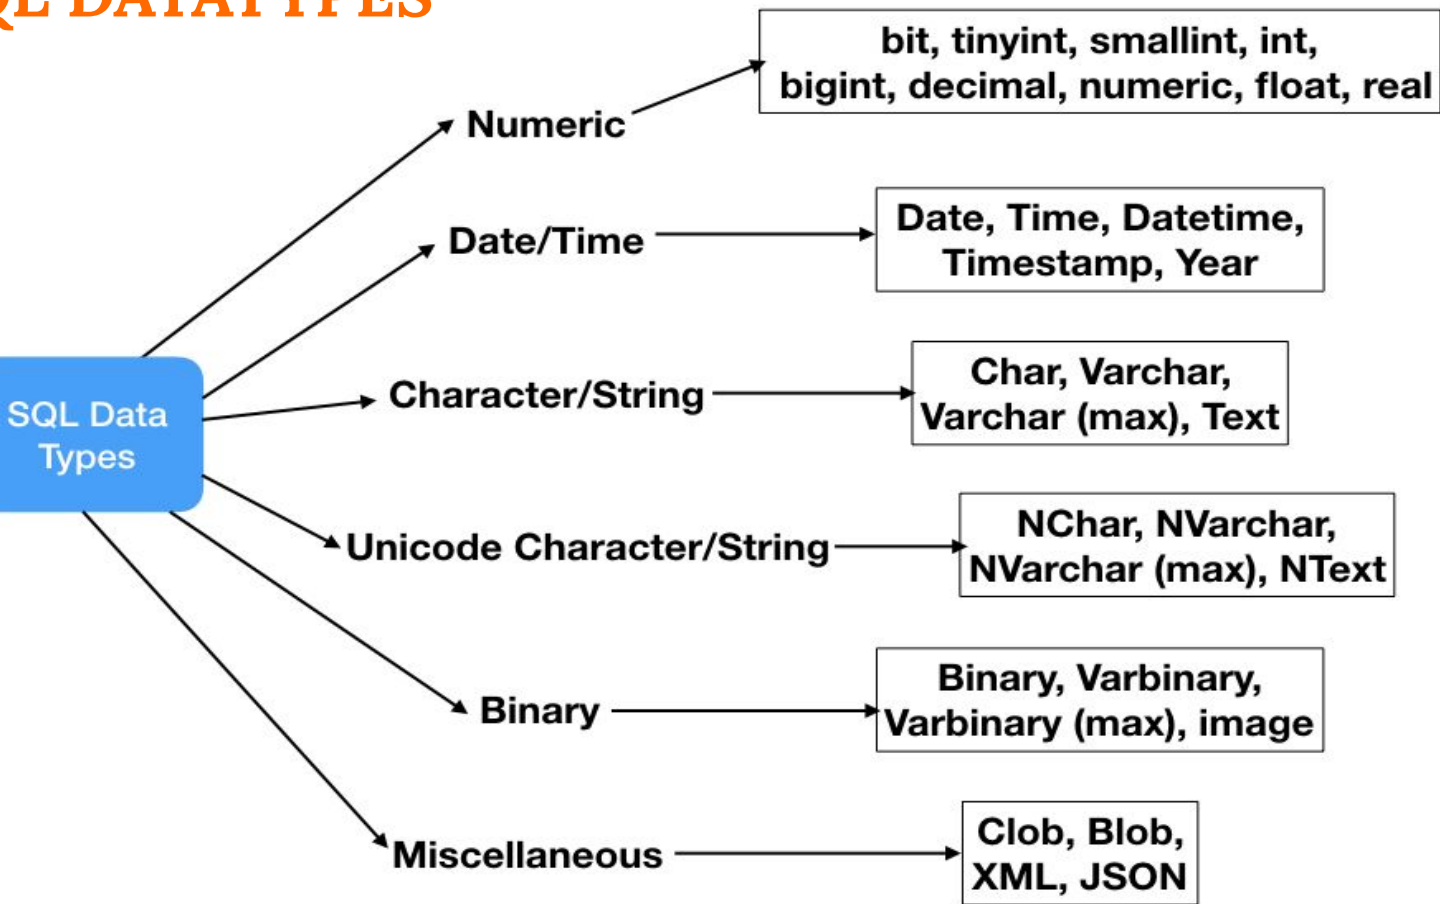 QL DATATYPES
bit, tinyint, smallint, int,
bigint, decimal, numeric, float, real
Numeric
Date/Time
Date, Time, Datetime,
Timestamp, Year
Character/String
Char, Varchar,
Varchar (max), Text
SQL Data
Types
Unicode Character/String
NChar, NVarchar,
NVarchar (max), NText
Binary
Binary, Varbinary,
Varbinary (max), image
Miscellaneous
Clob, Blob,
XML, JSON